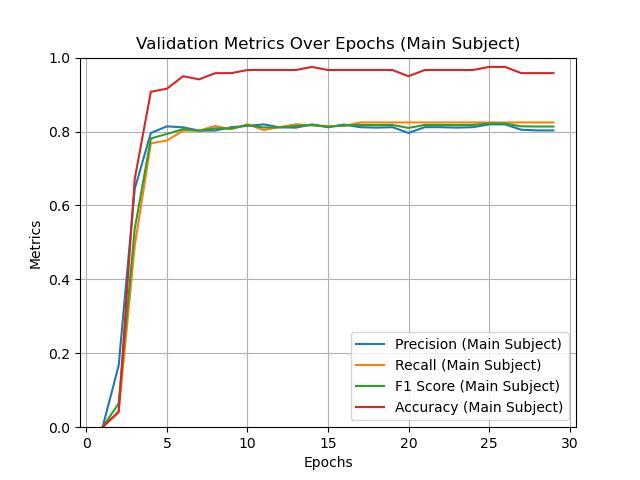 Validation Metrics Over Epochs (Main Subject)
1.0
0.8
0.6
0.4
0.2
0.0
Metrics
0 5 10 15 20 25 30
Epochs
Precision (Main Subject)
Recall (Main Subject)
F1 Score (Main Subject)
Accuracy (Main Subject)